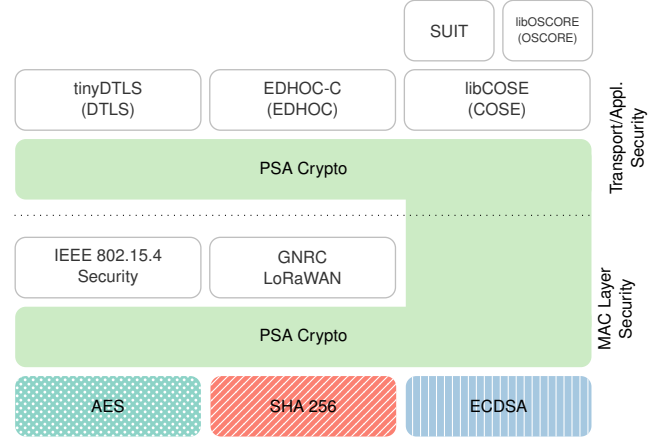 SUIT
libOSCORE
(OSCORE)
tinyDTLS
(DTLS)
EDHOC-C
(EDHOC)
libCOSE
(COSE)
PSA Crypto
Transport/Appl.
Security
IEEE 802.15.4
Security
GNRC
LoRaWAN
PSA Crypto
MAC Layer
Security
AES
SHA 256
ECDSA